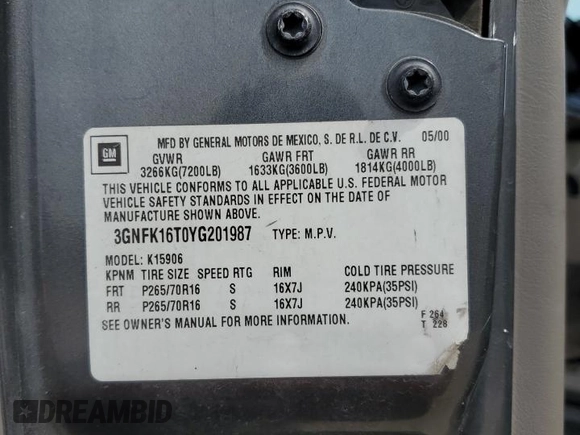 MFD BY GENERAL MOTORS DE MEXICO, S. DE R.L. DE C.V. 05/00
GM
GVWR GAWR FRT GAWR RR
3266KG(7200LB) 1633KG(3600LB) 1814KG(4000LB)
THIS VEHICLE CONFORMS TO ALL APPLICABLE U.S. FEDERAL MOTOR
VEHICLE SAFETY STANDARDS IN EFFECT ON THE DATE OF
MANUFACTURE SHOWN ABOVE.
3GNFK16T0YG201987 TYPE: M.P.V.
MODEL: K15906
KPNM TIRE SIZE SPEED RTG RIM COLD TIRE PRESSURE
FRT P265/70R16 S 16X7J 240KPA(35PSI)
RR P265/70R16 S 16X7J 240KPA(35PSI)
SEE OWNER'S MANUAL FOR MORE INFORMATION.
F 264
T 228
DREAMBID